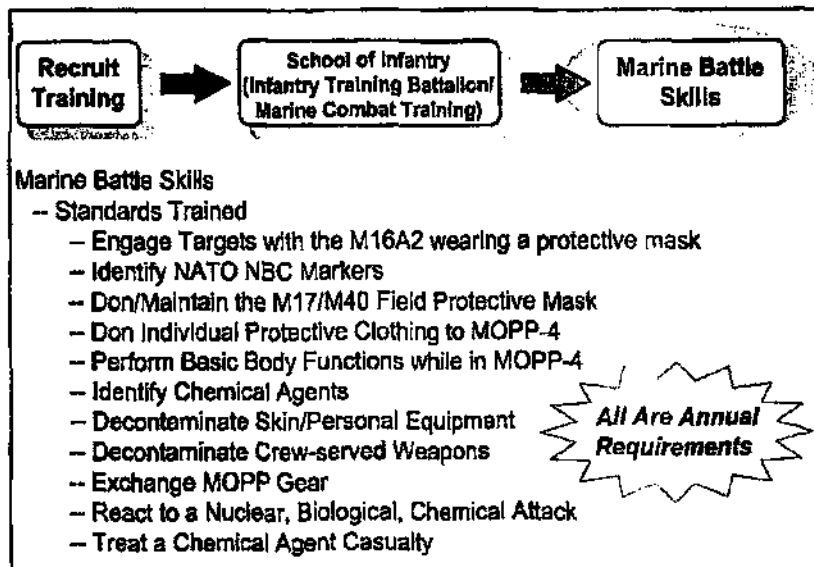 Recruit
Training
School of Infantry
(Infantry Training Battalion/
Marine Combat Training)
Marine Battle
Skills
Marine Battle Skills
-- Standards Trained
-- Engage Targets with the M16A2 wearing a protective mask
-- Identify NATO NBC Markers
-- Don/Maintain the M17/M40 Field Protective Mask
-- Don Individual Protective Clothing to MOPP-4
-- Perform Basic Body Functions while in MOPP-4
-- Identify Chemical Agents
-- Decontaminate Skin/Personal Equipment
-- Decontaminate Crew-served Weapons
-- Exchange MOPP Gear
-- React to a Nuclear, Biological, Chemical Attack
-- Treat a Chemical Agent Casualty
All Are Annual
Requirements